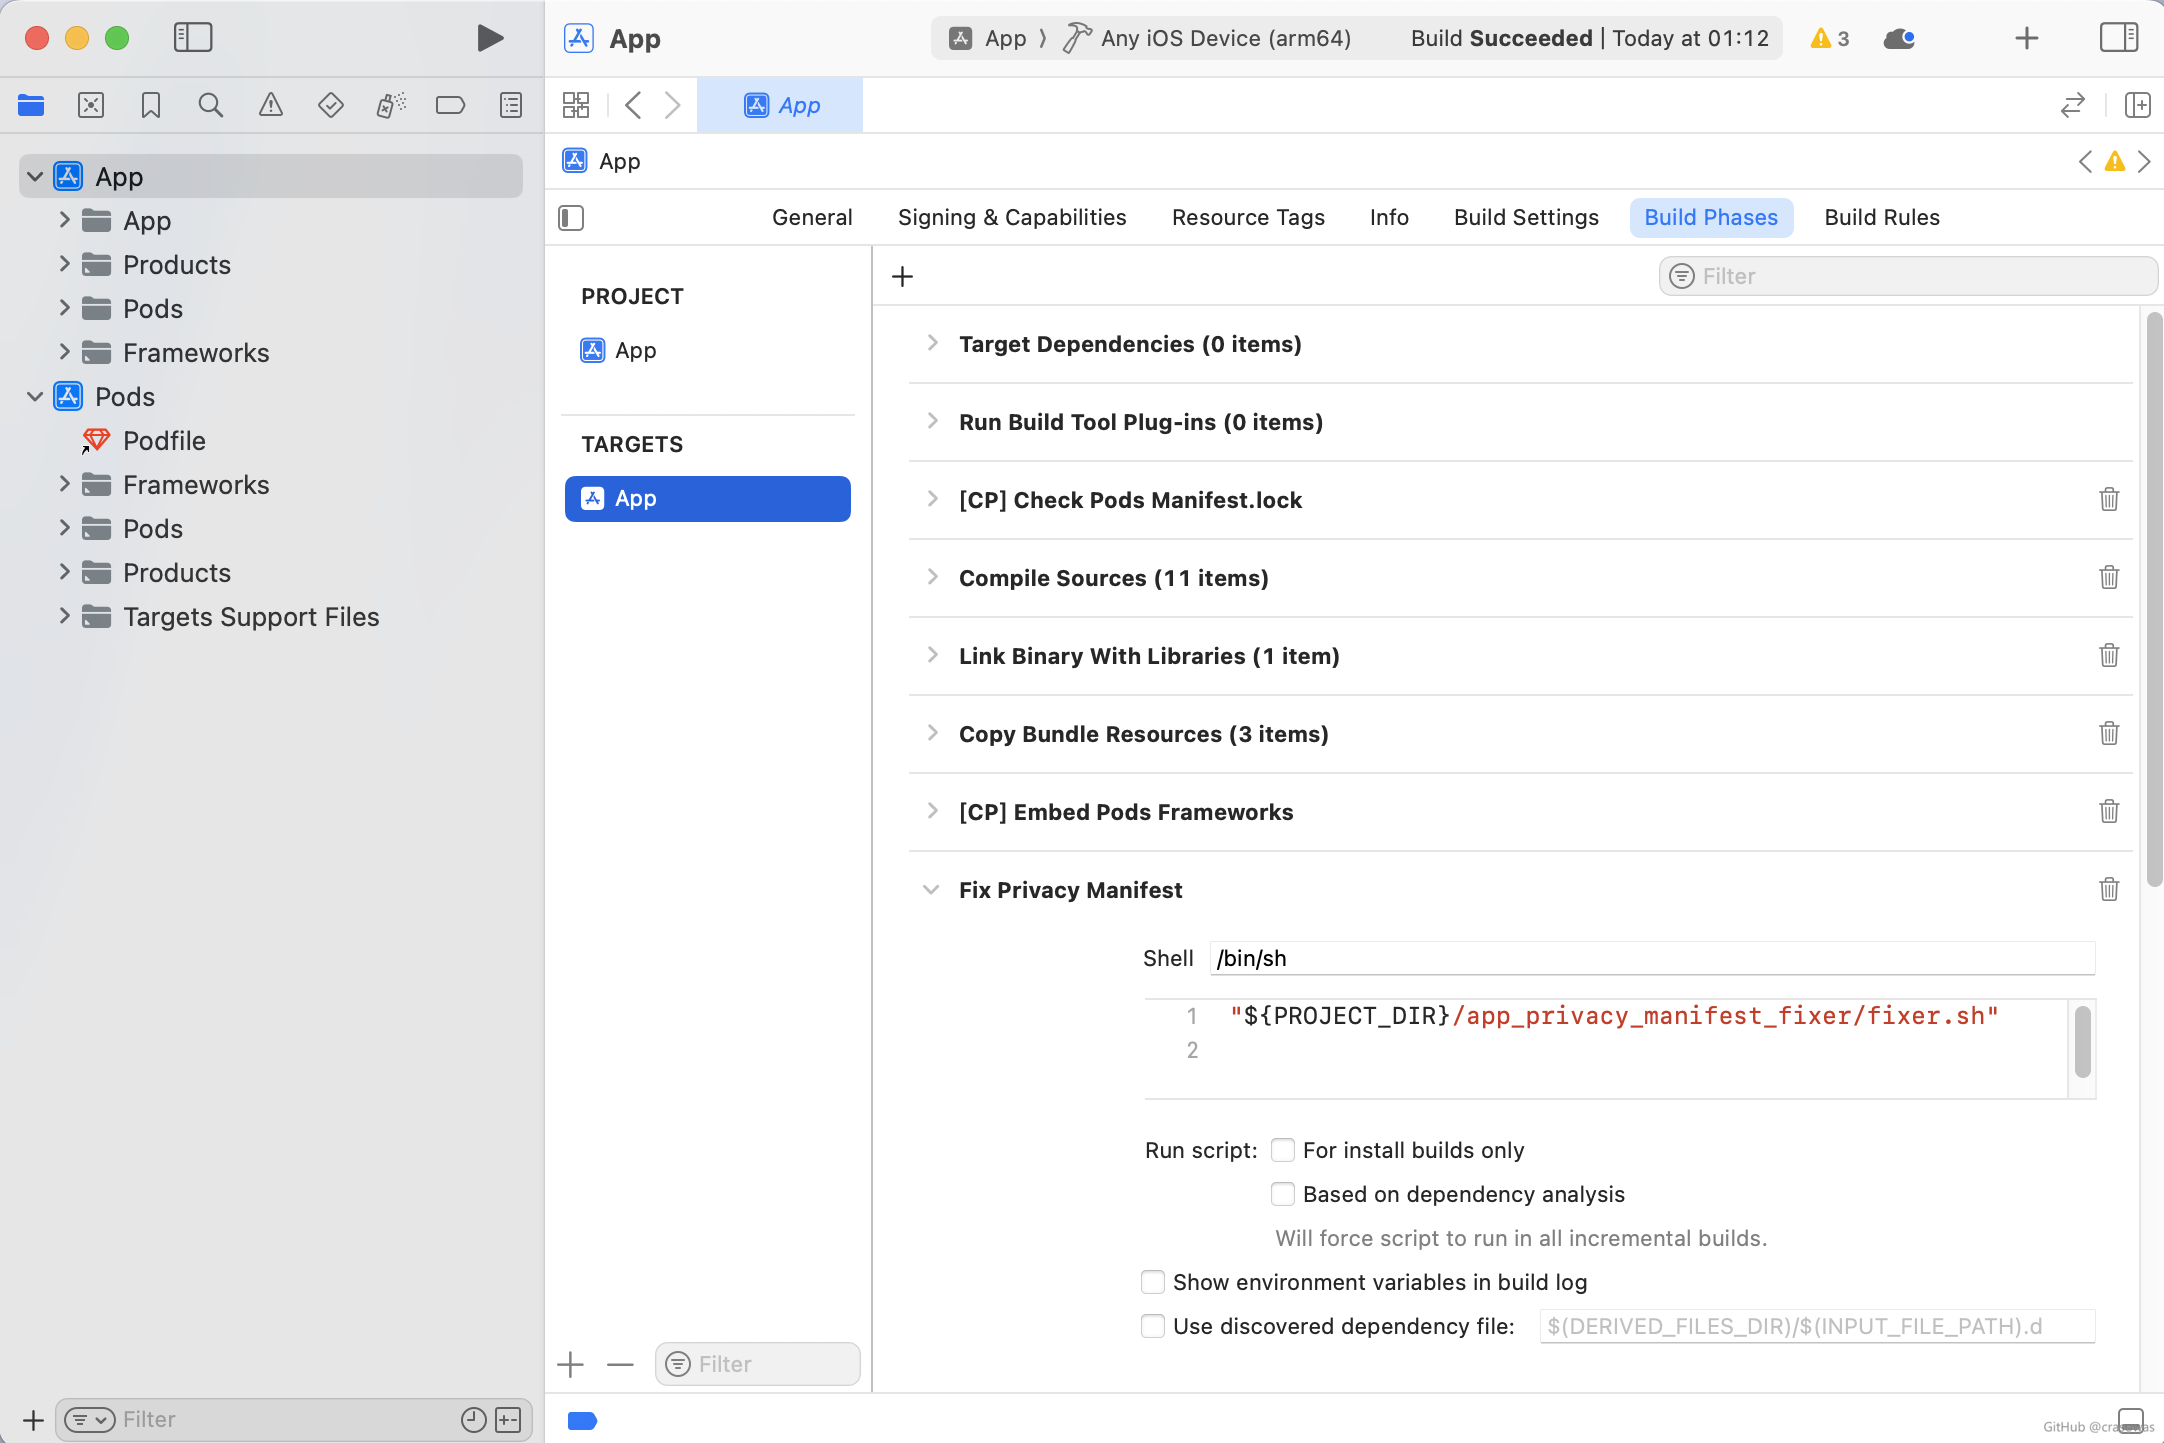 App
App 〉 Any iOS Device (arm64)
Build Succeeded | Today at 01:12
3
App
App
App
App
Products
Pods
Frameworks
Pods
Podfile
Frameworks
Pods
Products
Targets Support Files
Filter
General
Signing & Capabilities
Resource Tags
Info
Build Settings
Build Phases
Build Rules
PROJECT
App
TARGETS
App
Filter
Filter
Target Dependencies (0 items)
Run Build Tool Plug-ins (0 items)
[CP] Check Pods Manifest.lock
Compile Sources (11 items)
Link Binary With Libraries (1 item)
Copy Bundle Resources (3 items)
[CP] Embed Pods Frameworks
Fix Privacy Manifest
Shell /bin/sh
1 "${PROJECT_DIR}/app_privacy_manifest_fixer/fixer.sh"
2
Run script: For install builds only
Based on dependency analysis
Will force script to run in all incremental builds.
Show environment variables in build log
Use discovered dependency file: $(DERIVED_FILES_DIR)/$(INPUT_FILE_PATH).d
GitHub